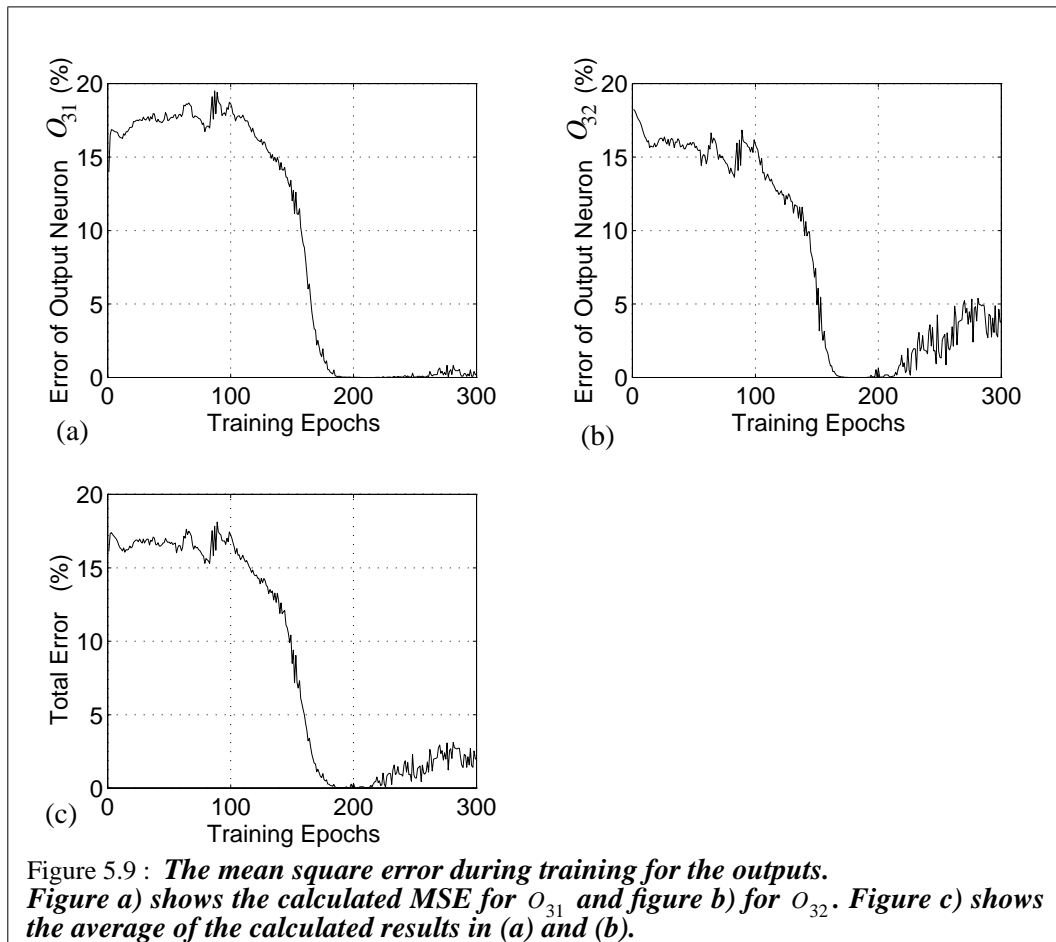 Error of Output Neuron O31 (%)
20
15
10
5
0
0 100 200 300
Training Epochs
(a)
Error of Output Neuron O32 (%)
20
15
10
5
0
0 100 200 300
Training Epochs
(b)
Total Error (%)
20
15
10
5
0
0 100 200 300
Training Epochs
(c)
Figure 5.9 : The mean square error during training for the outputs.
Figure a) shows the calculated MSE for O31 and figure b) for O32. Figure c) shows
the average of the calculated results in (a) and (b).